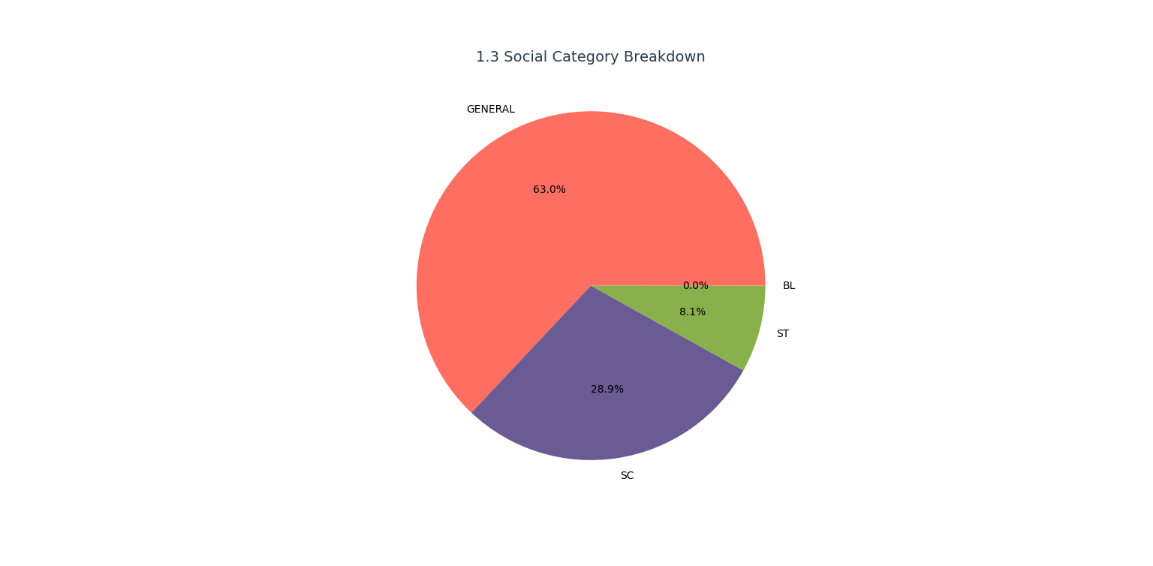 1.3 Social Category Breakdown
GENERAL
63.0%
0.0%
BL
8.1%
ST
28.9%
SC